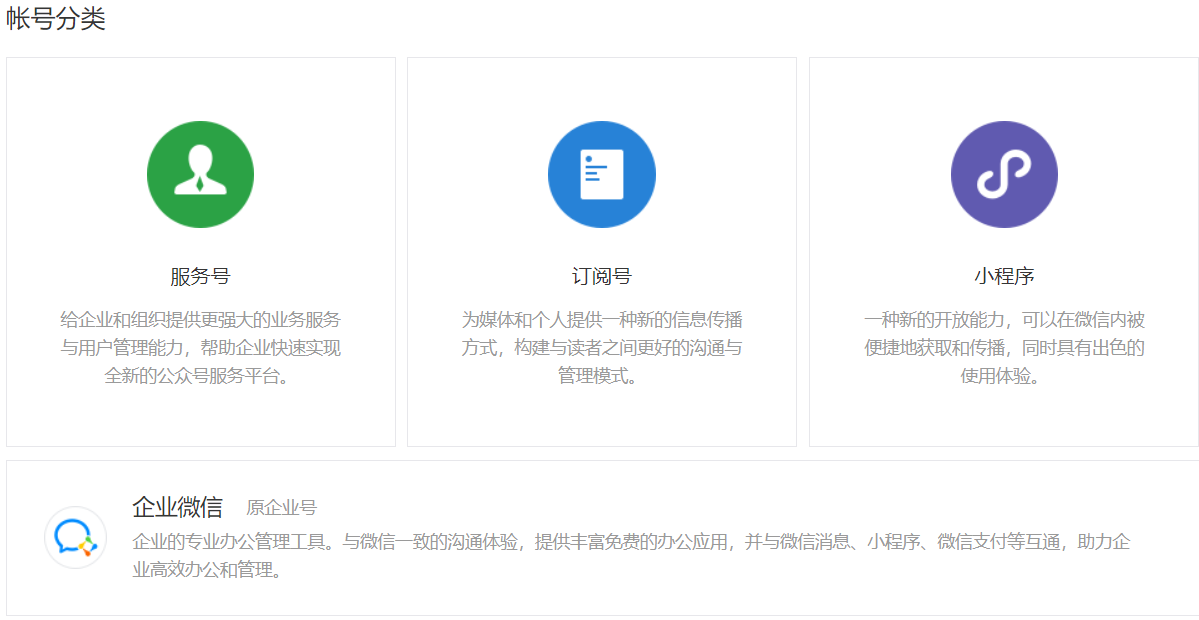 帐号分类
服务号
给企业和组织提供更强大的业务服务
与用户管理能力，帮助企业快速实现
全新的公众号服务平台。
订阅号
为媒体和个人提供一种新的信息传播
方式，构建与读者之间更好的沟通与
管理模式。
小程序
一种新的开放能力，可以在微信内被
便捷地获取和传播，同时具有出色的
使用体验。
企业微信 原企业号
企业的专业办公管理工具。与微信一致的沟通体验，提供丰富免费的办公应用，并与微信消息、小程序、微信支付等互通，助力企
业高效办公和管理。